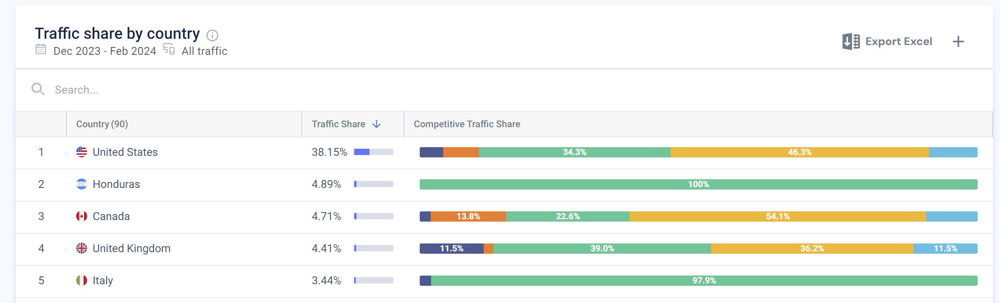 Traffic share by country
Dec 2023 - Feb 2024 All traffic
Export Excel
Search...
Country (90) Traffic Share Competitive Traffic Share
1 United States 38.15% 34.3% 46.3%
2 Honduras 4.89% 100%
3 Canada 4.71% 13.8% 22.6% 54.1%
4 United Kingdom 4.41% 11.5% 39.0% 36.2% 11.5%
5 Italy 3.44% 97.9%